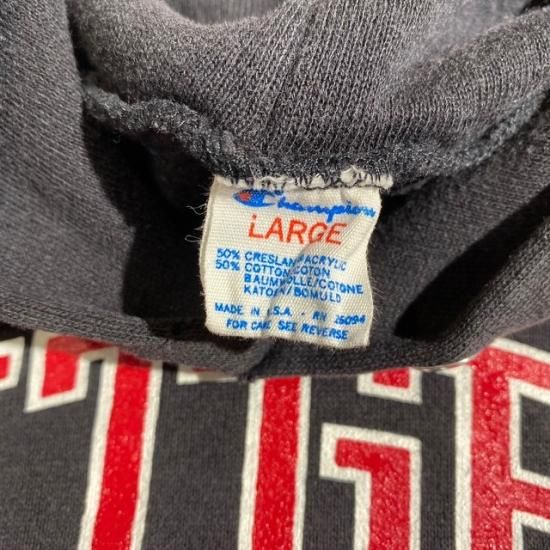 Champion
LARGE
50% CRESLAN/ACRYLIC
50% COTTON/COTON
BAUMWOLLE/COTONE
KATOEN/BOMULD
MADE IN U.S.A. - RN 26094
FOR CARE SEE REVERSE